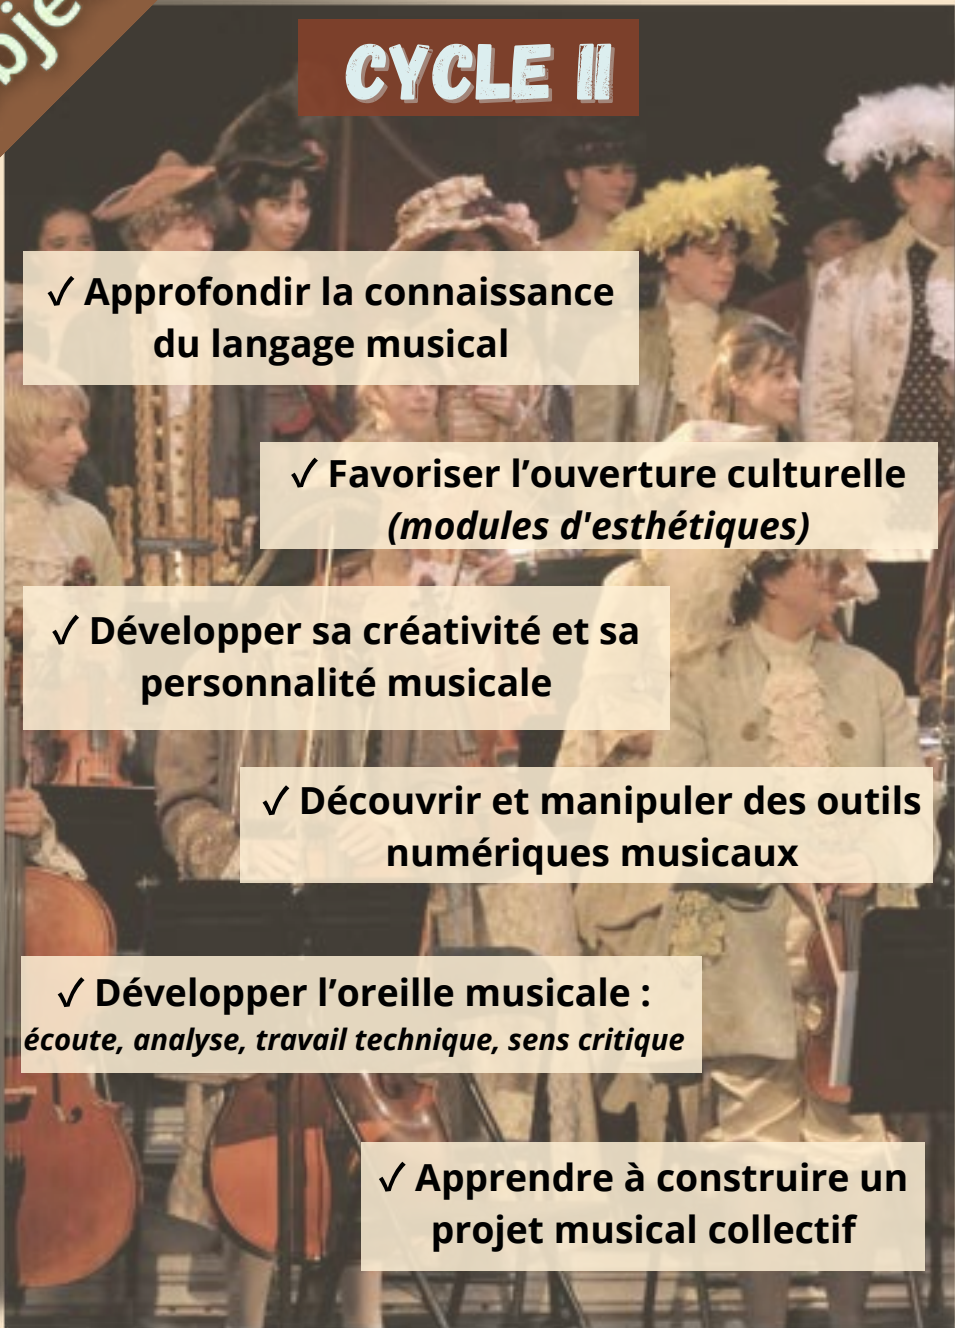 bje
CYCLE II
✓ Approfondir la connaissance
du langage musical
✓ Favoriser l’ouverture culturelle
(modules d'esthétiques)
✓ Développer sa créativité et sa
personnalité musicale
✓ Découvrir et manipuler des outils
numériques musicaux
✓ Développer l’oreille musicale :
écoute, analyse, travail technique, sens critique
✓ Apprendre à construire un
projet musical collectif